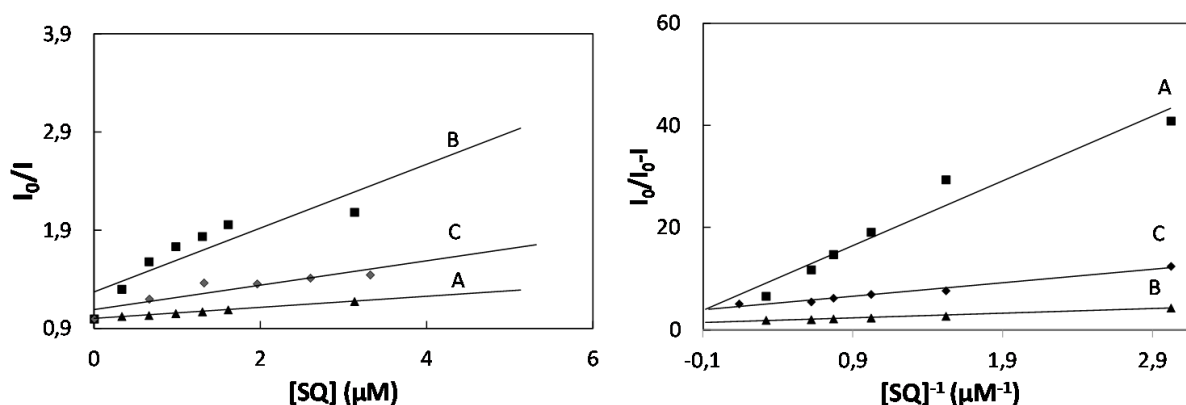 3,9
2,9
1,9
0,9
I₀/I
B
C
A
0
2
4
6
[SQ] (μM)
60
40
20
0
I₀/I₀-I
A
C
B
-0,1
0,9
1,9
2,9
[SQ]⁻¹ (μM⁻¹)